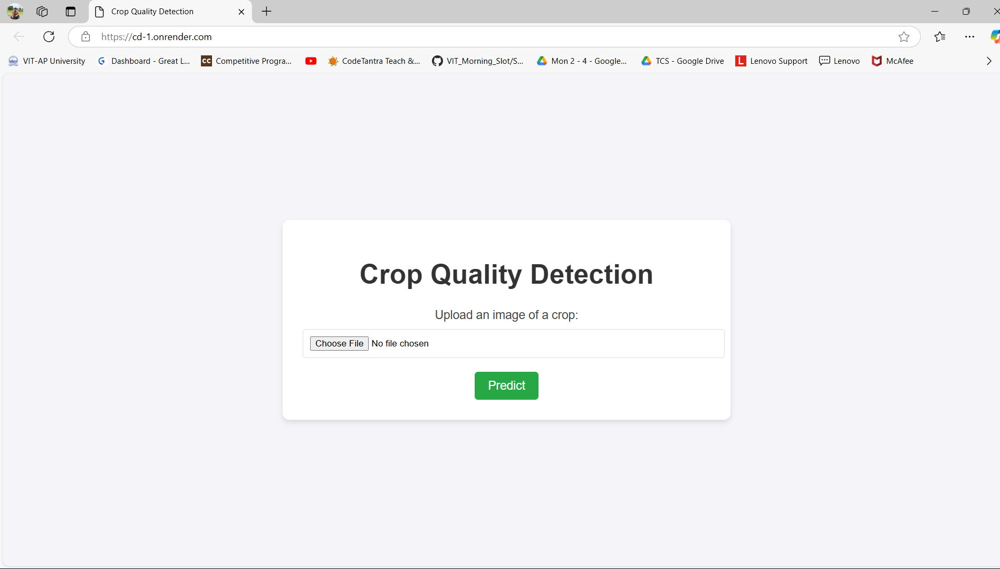 Crop Quality Detection
https://cd-1.onrender.com
VIT-AP University G Dashboard - Great L... CC Competitive Progra... CodeTantra Teach &... VIT_Morning_Slot/S... Mon 2 - 4 - Google... TCS - Google Drive L Lenovo Support Lenovo McAfee
Crop Quality Detection
Upload an image of a crop:
Choose File No file chosen
Predict